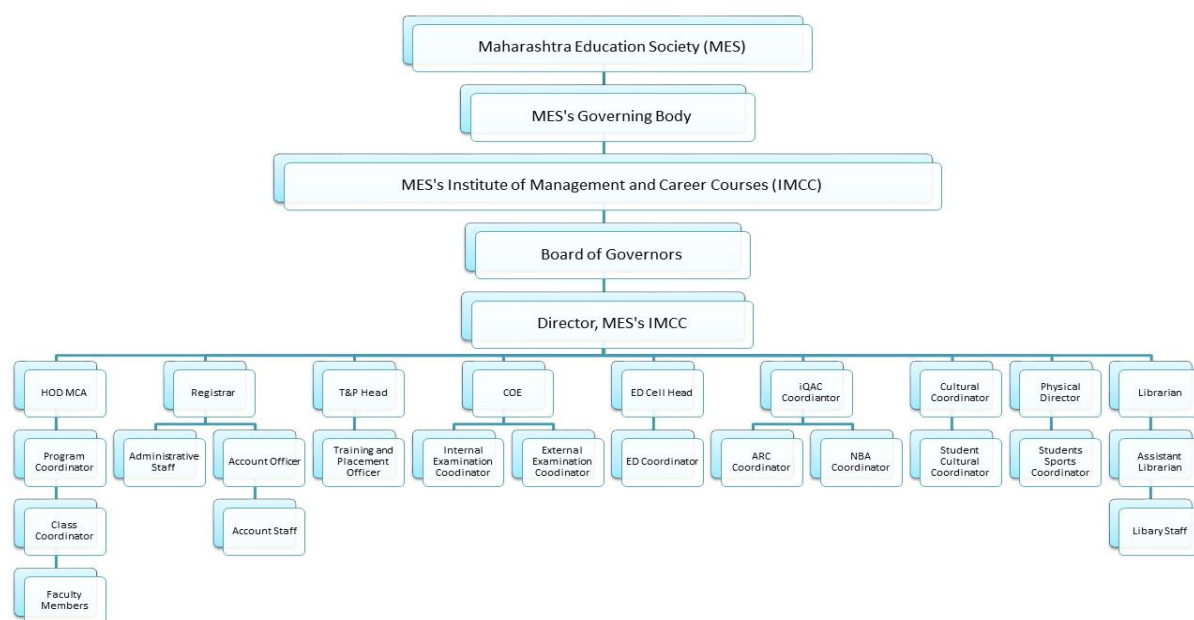 Maharashtra Education Society (MES)
MES's Governing Body
MES's Institute of Management and Career Courses (IMCC)
Board of Governors
Director, MES's IMCC
HOD MCA
Registrar
T&P Head
COE
ED Cell Head
iQAC
Coordiantor
Cultural
Coordinator
Physical
Director
Librarian
Program
Coordinator
Administrative
Staff
Account Officer
Training and
Placement
Officer
Internal
Examination
Coodinator
External
Examination
Coodinator
ED Coordinator
ARC
Coordinator
NBA
Coordinator
Student
Cultural
Coordinator
Students
Sports
Coordinator
Assistant
Librarian
Class
Coordinator
Account Staff
Libary Staff
Faculty
Members